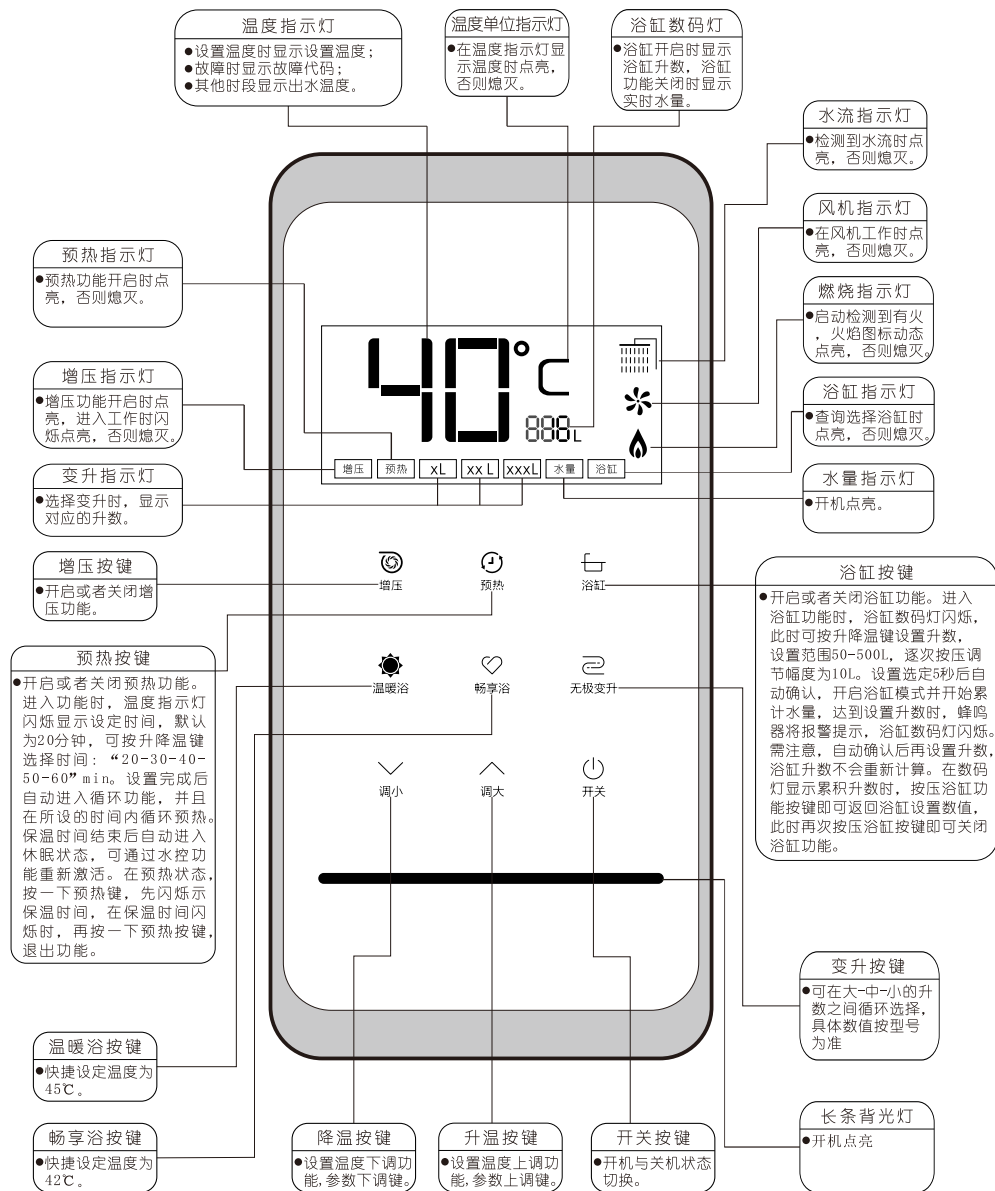 温度指示灯
●设置温度时显示设置温度；
●故障时显示故障代码；
●其他时段显示出水温度。
温度单位指示灯
●在温度指示灯显
示温度时点亮，
否则熄灭。
浴缸数码灯
●浴缸开启时显示
浴缸升数，浴缸
功能关闭时显示
实时水量。
水流指示灯
●检测到水流时点
亮，否则熄灭。
风机指示灯
●在风机工作时点
亮，否则熄灭。
燃烧指示灯
●启动检测到有火
，火焰图标动态
点亮，否则熄灭。
浴缸指示灯
●查询选择浴缸时
点亮，否则熄灭。
水量指示灯
●开机点亮。
预热指示灯
●预热功能开启时点
亮，否则熄灭。
增压指示灯
●增压功能开启时点
亮，进入工作时闪
烁点亮，否则熄灭。
变升指示灯
●选择变升时，显示
对应的升数。
40°C
888L
增压 预热 xL xxL xxxL 水量 浴缸
增压 预热 浴缸
温暖浴 畅享浴 无极变升
调小 调大 开关
增压按键
●开启或者关闭增
压功能。
预热按键
●开启或者关闭预热功能。
进入功能时，温度指示灯
闪烁显示设定时间，默认
为20分钟，可按升降温键
选择时间：“20-30-40-
50-60”min。设置完成后
自动进入循环功能，并且
在所设的时间内循环预热。
保温时间结束后自动进入
休眠状态，可通过水控功
能重新激活。在预热状态，
按一下预热键，先闪烁示
保温时间，在保温时间闪
烁时，再按一下预热按键，
退出功能。
浴缸按键
●开启或者关闭浴缸功能。进入
浴缸功能时，浴缸数码灯闪烁，
此时可按升降温键设置升数，
设置范围50-500L，逐次按压调
节幅度为10L。设置选定5秒后自
动确认，开启浴缸模式并开始累
计水量，达到设置升数时，蜂鸣
器将报警提示，浴缸数码灯闪烁。
需注意，自动确认后再设置升数，
浴缸升数不会重新计算。在数码
灯显示累积升数时，按压浴缸功
能按键即可返回浴缸设置数值，
此时再次按压浴缸按键即可关闭
浴缸功能。
变升按键
●可在大-中-小的升
数之间循环选择，
具体数值按型号
为准
温暖浴按键
●快捷设定温度为
45℃。
畅享浴按键
●快捷设定温度为
42℃。
降温按键
●设置温度下调功
能,参数下调键。
升温按键
●设置温度上调功
能,参数上调键。
开关按键
●开机与关机状态
切换。
长条背光灯
●开机点亮